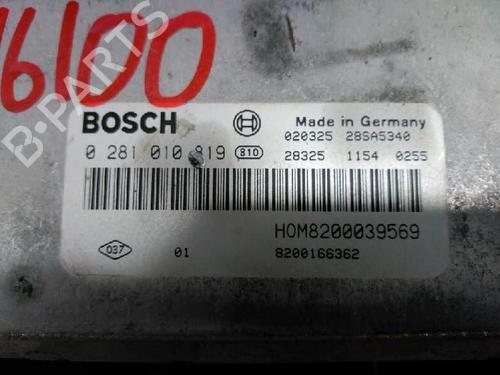 16100
BOSCH
Made in Germany
020325 28SA5340
0 281 010 819 810
28325 1154 0255
HOM8200039569
037 01 8200166362
B-PARTS